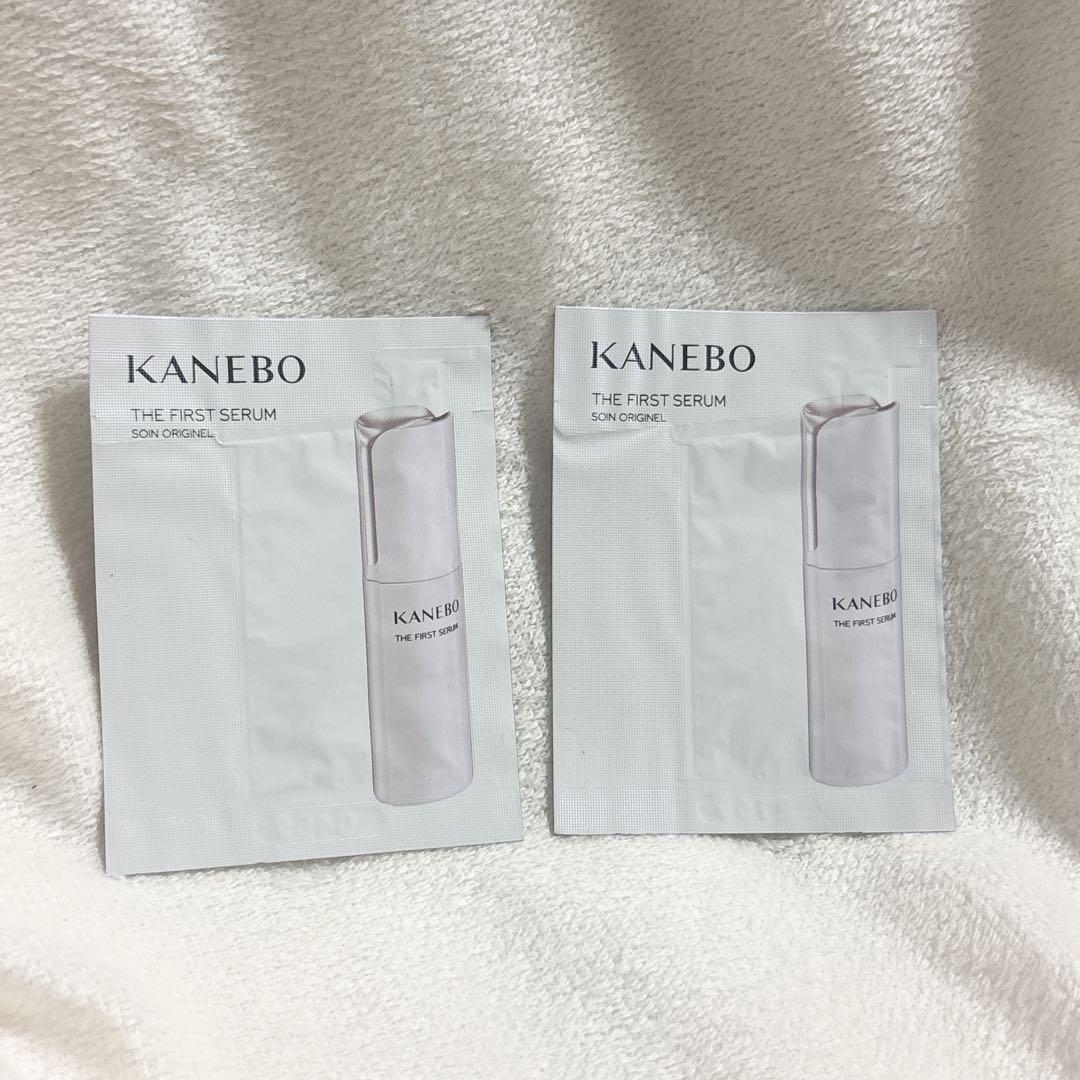 KANEBO
THE FIRST SERUM
SOIN ORIGINEL
KANEBO
THE FIRST SERUM
KANEBO
THE FIRST SERUM
SOIN ORIGINEL
KANEBO
THE FIRST SERUM